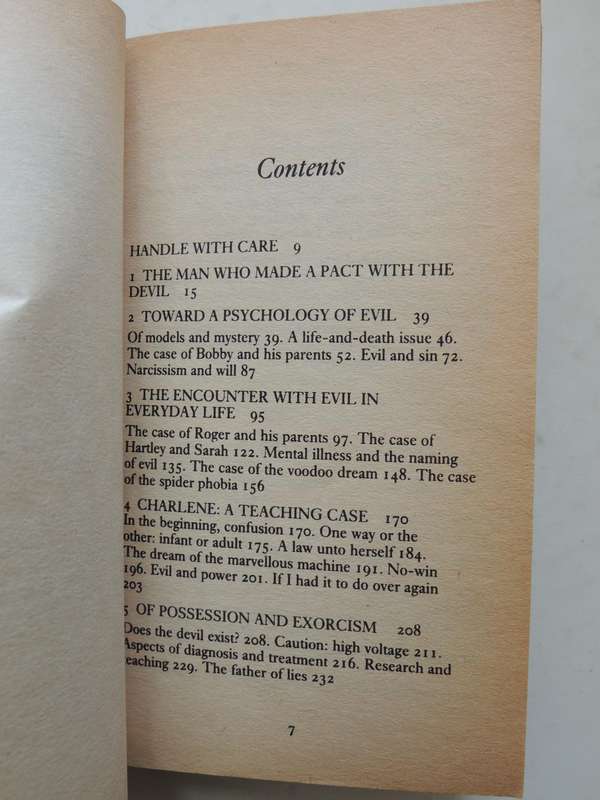 Contents
HANDLE WITH CARE 9
1 THE MAN WHO MADE A PACT WITH THE
DEVIL 15
2 TOWARD A PSYCHOLOGY OF EVIL 39
Of models and mystery 39. A life-and-death issue 46.
The case of Bobby and his parents 52. Evil and sin 72.
Narcissism and will 87
3 THE ENCOUNTER WITH EVIL IN
EVERYDAY LIFE 95
The case of Roger and his parents 97. The case of
Hartley and Sarah 122. Mental illness and the naming
of evil 135. The case of the voodoo dream 148. The case
of the spider phobia 156
4 CHARLENE: A TEACHING CASE 170
In the beginning, confusion 170. One way or the
other: infant or adult 175. A law unto herself 184.
The dream of the marvellous machine 191. No-win
196. Evil and power 201. If I had it to do over again
203
5 OF POSSESSION AND EXORCISM 208
Does the devil exist? 208. Caution: high voltage 211.
Aspects of diagnosis and treatment 216. Research and
teaching 229. The father of lies 232
7